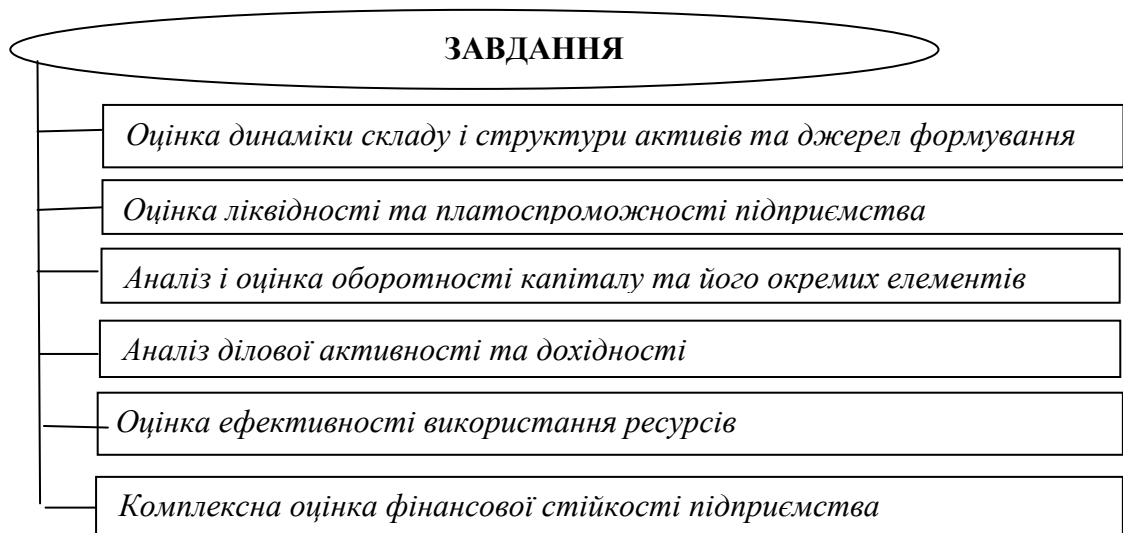 ЗАВДАННЯ
Оцінка динаміки складу і структури активів та джерел формування
Оцінка ліквідності та платоспроможності підприємства
Аналіз і оцінка оборотності капіталу та його окремих елементів
Аналіз ділової активності та дохідності
Оцінка ефективності використання ресурсів
Комплексна оцінка фінансової стійкості підприємства